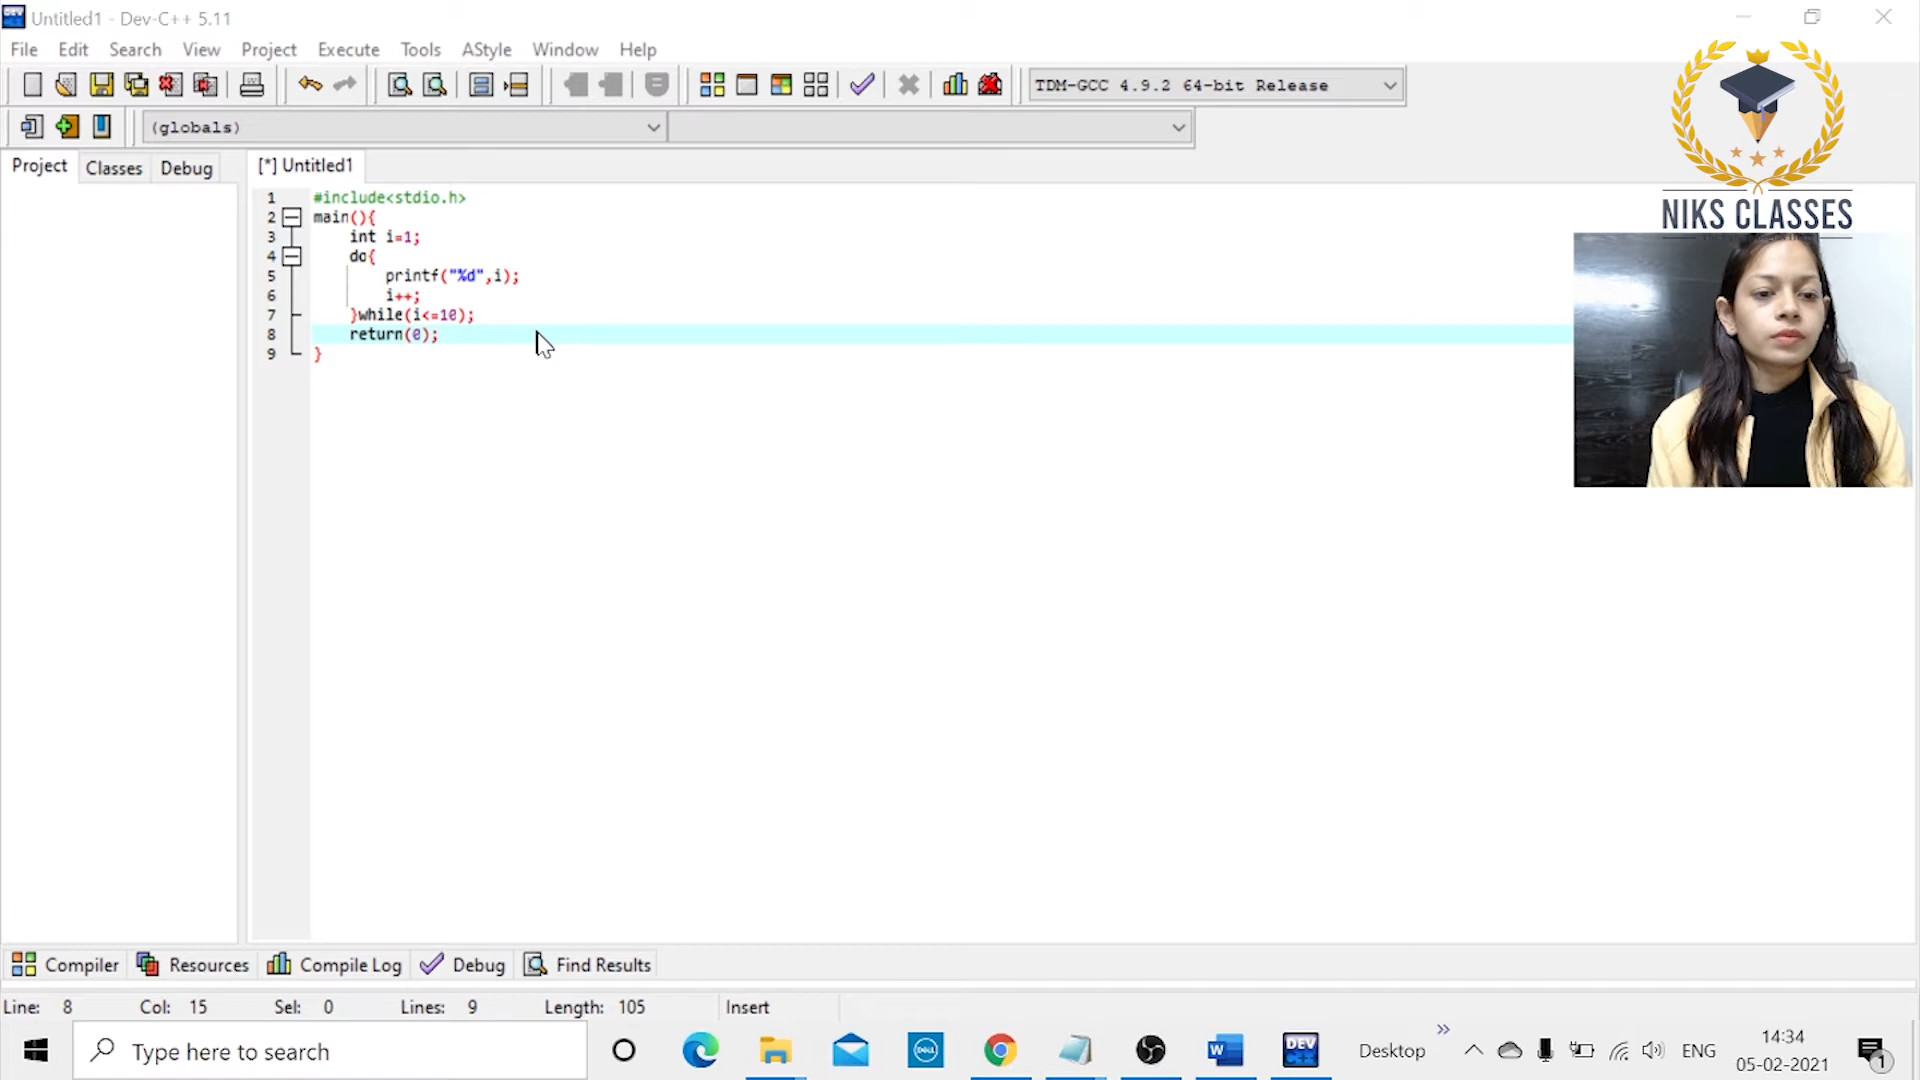 Untitled1 - Dev-C++ 5.11
File Edit Search View Project Execute Tools AStyle Window Help
TDM-GCC 4.9.2 64-bit Release
(globals)
Project Classes Debug
[*] Untitled1
NIKS CLASSES
1 #include<stdio.h>
2 main(){
3 int i=1;
4 do{
5 printf("%d",i);
6 i++;
7 }while(i<=10);
8 return(0);
9 }
Compiler Resources Compile Log Debug Find Results
Line: 8 Col: 15 Sel: 0 Lines: 9 Length: 105 Insert
Type here to search
DELL
W
DEV C++
Desktop
ENG
14:34
05-02-2021
1